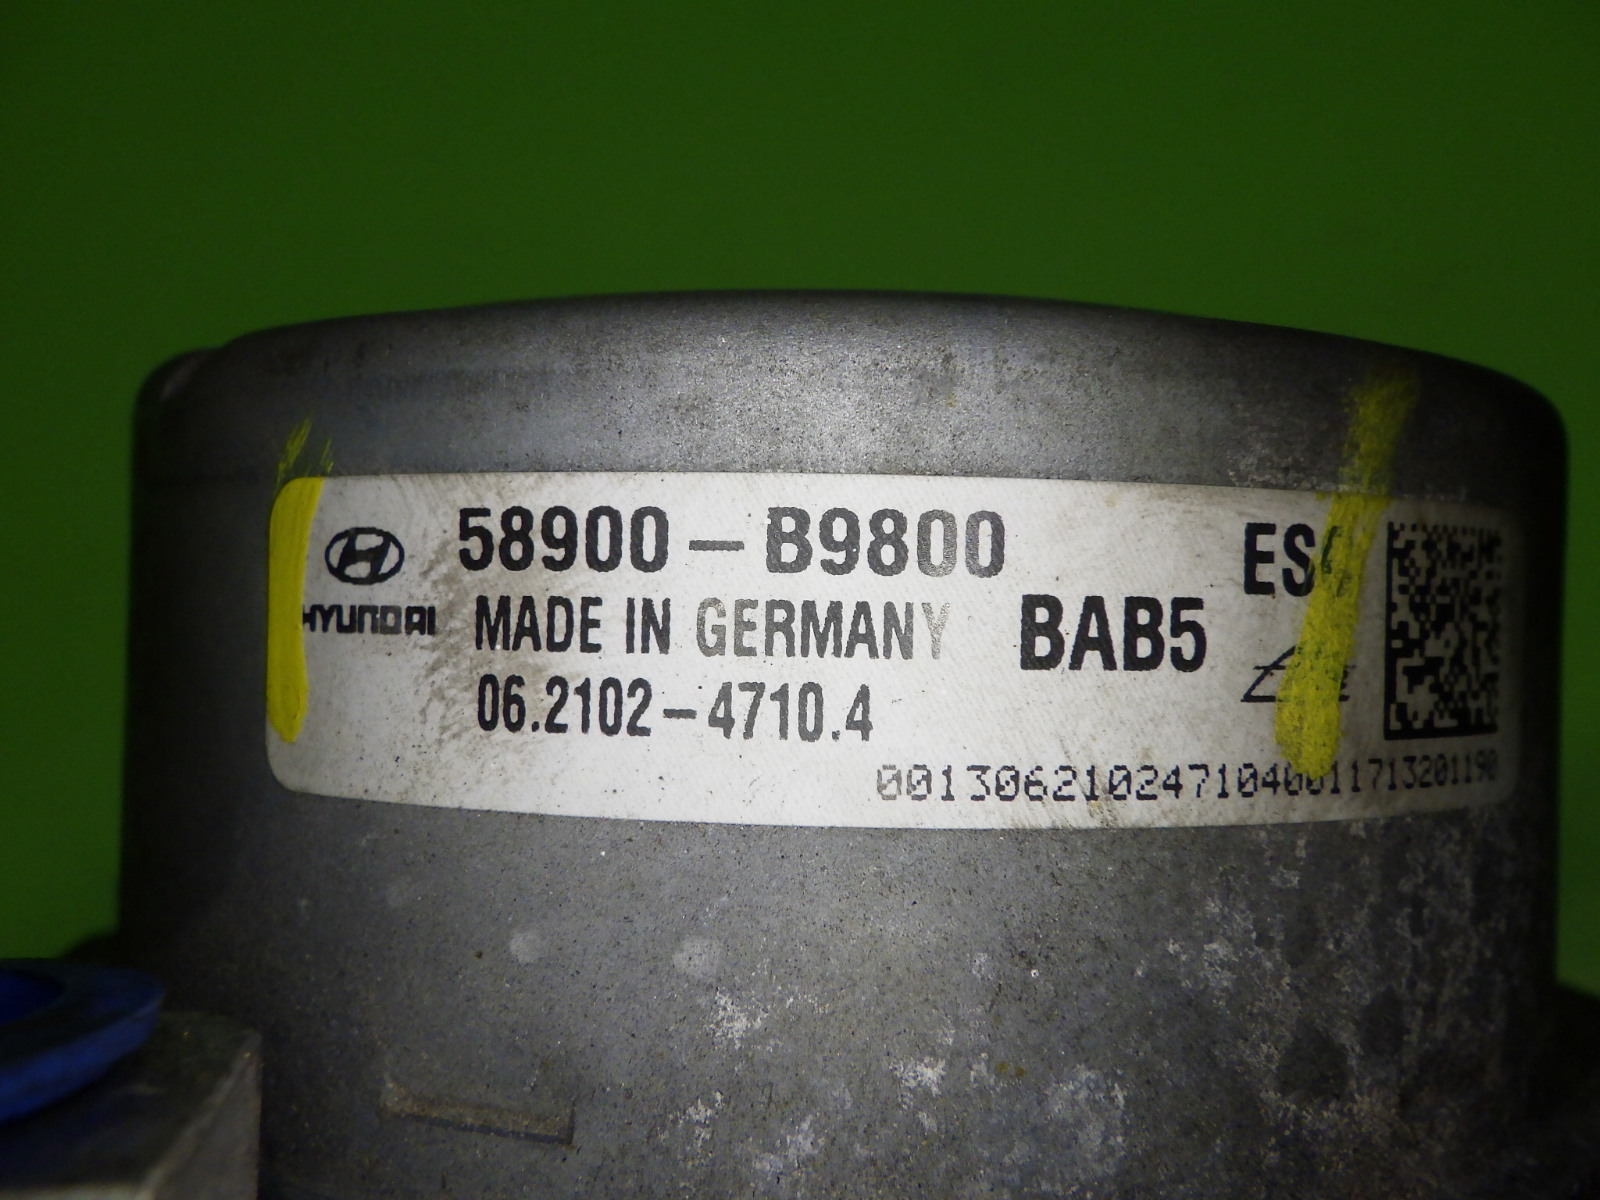 58900-B9800
HYUNDAI
MADE IN GERMANY
BAB5
06.2102-4710.4